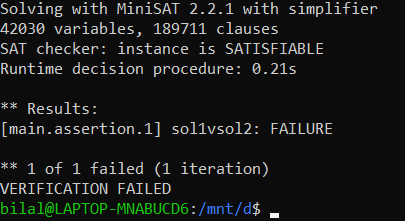 Solving with MiniSAT 2.2.1 with simplifier
42030 variables, 189711 clauses
SAT checker: instance is SATISFIABLE
Runtime decision procedure: 0.21s

** Results:
[main.assertion.1] sol1vsol2: FAILURE

** 1 of 1 failed (1 iteration)
VERIFICATION FAILED
bilal@LAPTOP-MNABUCD6:/mnt/d$